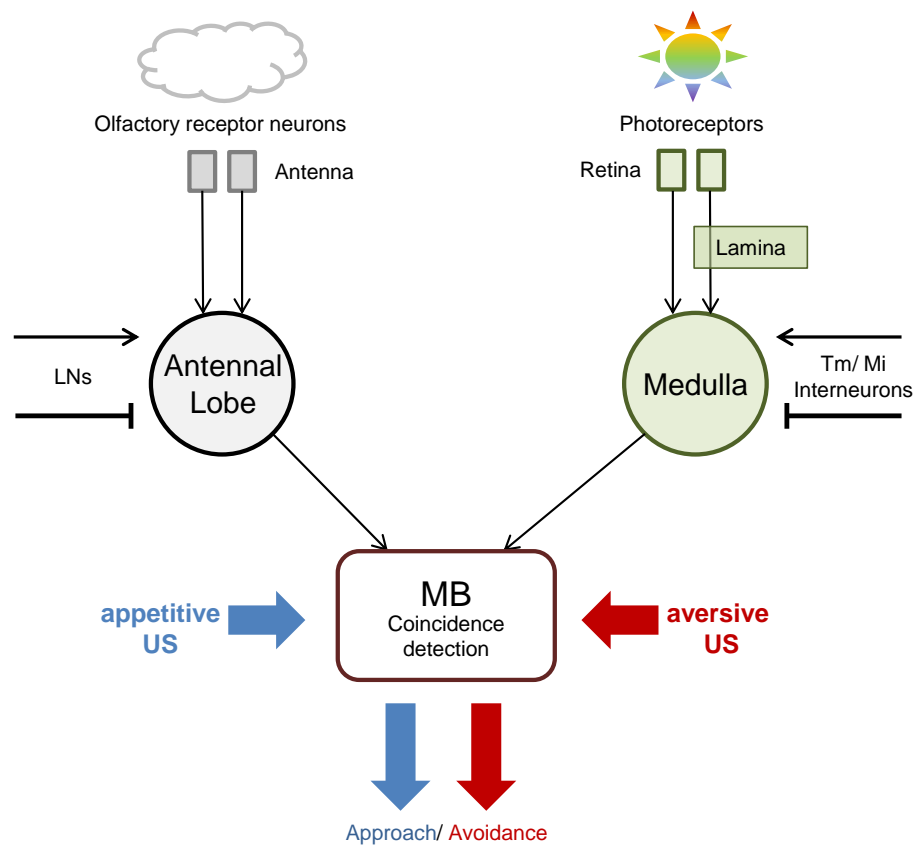 Olfactory receptor neurons
Photoreceptors
Antenna
Retina
Lamina
LNs
Antennal
Lobe
Medulla
Tm/ Mi
Interneurons
appetitive
US
MB
Coincidence
detection
aversive
US
Approach/ Avoidance